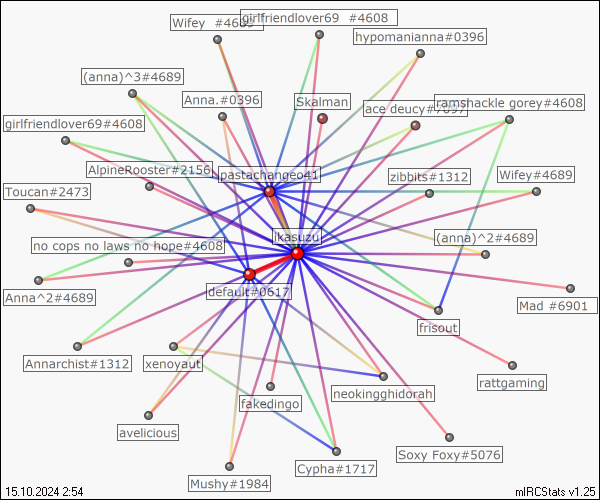 Wifey  #4689
girlfriendlover69  #4608
hypomanianna#0396
(anna)^3#4689
Anna.#0396
Skalman
ace deucy#7097
ramshackle gorey#4608
girlfriendlover69#4608
AlpineRooster#2156
pastachangeo41
zibbits#1312
Wifey#4689
Toucan#2473
ikasuzu
(anna)^2#4689
no cops no laws no hope#4608
default#0617
Anna^2#4689
Mad #6901
frisout
Annarchist#1312
xenoyaut
neokingghidorah
rattgaming
fakedingo
avelicious
Soxy Foxy#5076
Cypha#1717
Mushy#1984
15.10.2024 2:54
mIRCStats v1.25